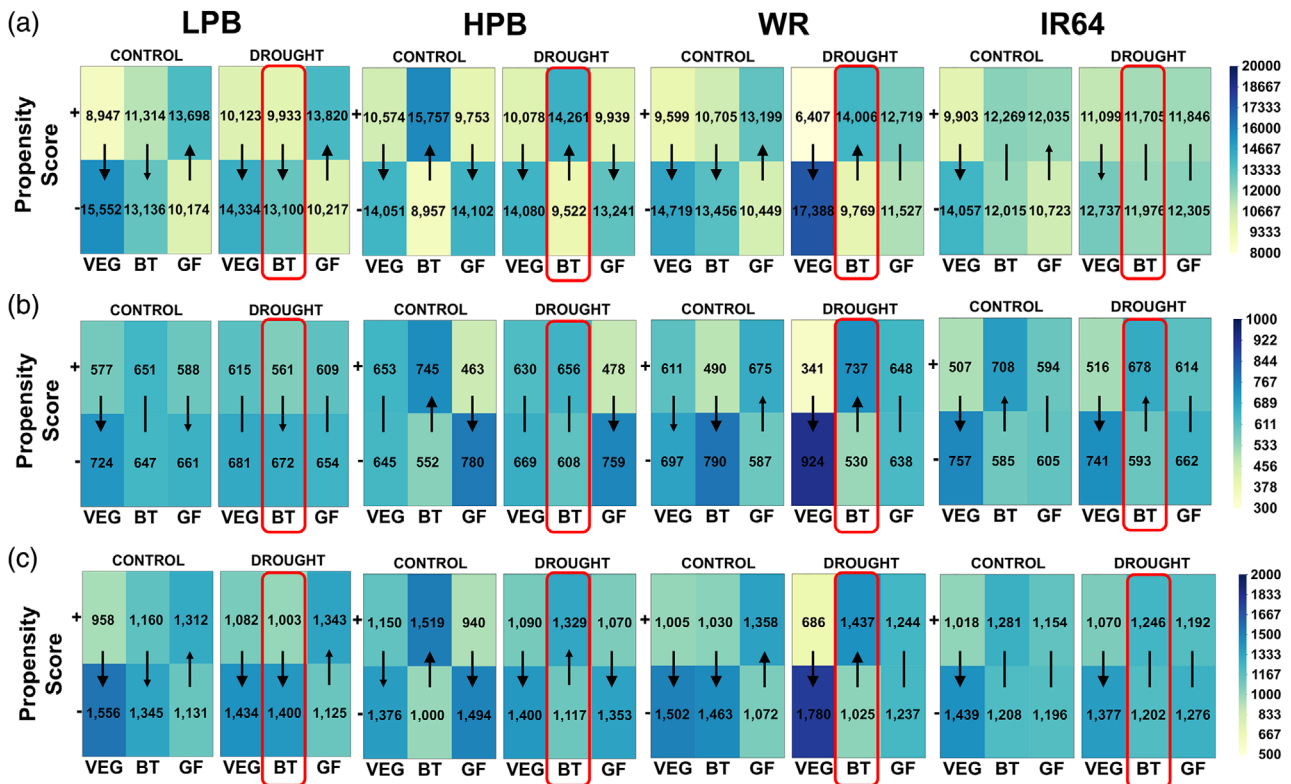 (a) LPB HPB WR IR64
CONTROL DROUGHT CONTROL DROUGHT CONTROL DROUGHT CONTROL DROUGHT
Propensity Score
+ 8,947 11,314 13,698 10,123 9,933 13,820 + 10,574 15,757 9,753 10,078 14,261 9,939 + 9,599 10,705 13,199 6,407 14,006 12,719 + 9,903 12,269 12,035 11,099 11,705 11,846
- 15,552 13,136 10,174 14,334 13,100 10,217 - 14,051 8,957 14,102 14,080 9,522 13,241 - 14,719 13,456 10,449 17,388 9,769 11,527 - 14,057 12,015 10,723 12,737 11,976 12,305
VEG BT GF VEG BT GF VEG BT GF VEG BT GF VEG BT GF VEG BT GF VEG BT GF VEG BT GF
20000
18667
17333
16000
14667
13333
12000
10667
9333
8000
(b)
CONTROL DROUGHT CONTROL DROUGHT CONTROL DROUGHT CONTROL DROUGHT
Propensity Score
+ 577 651 588 615 561 609 + 653 745 463 630 656 478 + 611 490 675 341 737 648 + 507 708 594 516 678 614
- 724 647 661 681 672 654 - 645 552 780 669 608 759 - 697 790 587 924 530 638 - 757 585 605 741 593 662
VEG BT GF VEG BT GF VEG BT GF VEG BT GF VEG BT GF VEG BT GF VEG BT GF VEG BT GF
1000
922
844
767
689
611
533
456
378
300
(c)
CONTROL DROUGHT CONTROL DROUGHT CONTROL DROUGHT CONTROL DROUGHT
Propensity Score
+ 958 1,160 1,312 1,082 1,003 1,343 + 1,150 1,519 940 1,090 1,329 1,070 + 1,005 1,030 1,358 686 1,437 1,244 + 1,018 1,281 1,154 1,070 1,246 1,192
- 1,556 1,345 1,131 1,434 1,400 1,125 - 1,376 1,000 1,494 1,400 1,117 1,353 - 1,502 1,463 1,072 1,780 1,025 1,237 - 1,439 1,208 1,196 1,377 1,202 1,276
VEG BT GF VEG BT GF VEG BT GF VEG BT GF VEG BT GF VEG BT GF VEG BT GF VEG BT GF
2000
1833
1667
1500
1333
1167
1000
833
667
500